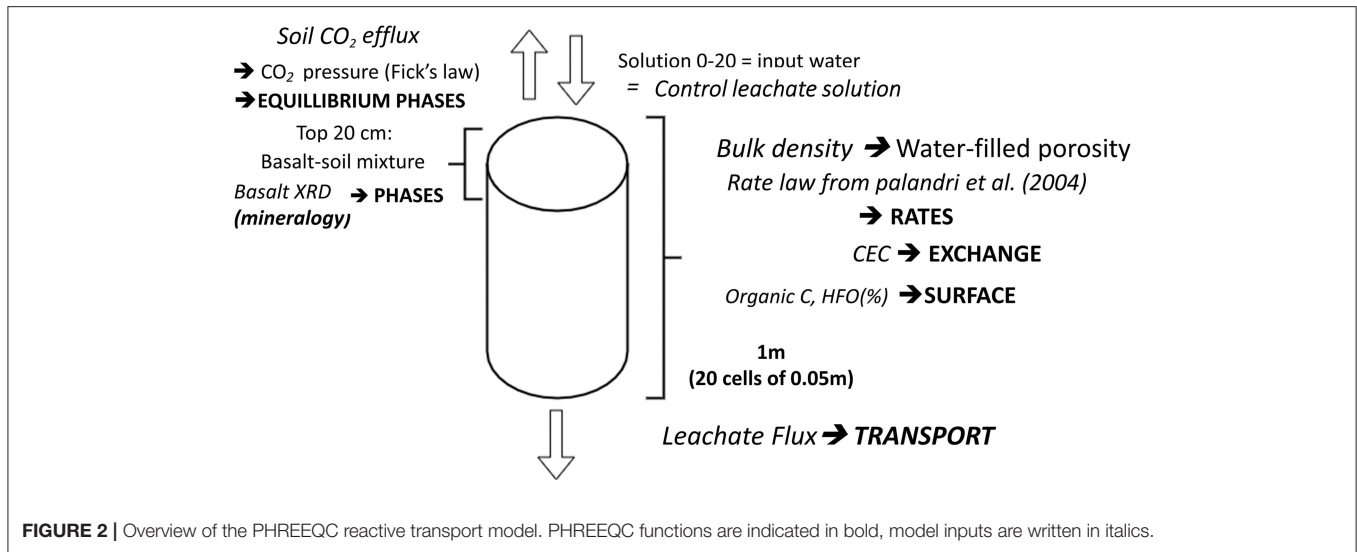 Soil CO₂ efflux
➔ CO₂ pressure (Fick's law)
➔EQUILLIBRIUM PHASES
Top 20 cm:
Basalt-soil mixture
Basalt XRD ➔ PHASES
(mineralogy)
Solution 0-20 = input water
= Control leachate solution
Bulk density ➔ Water-filled porosity
Rate law from palandri et al. (2004)
➔ RATES
CEC ➔ EXCHANGE
Organic C, HFO(%) ➔SURFACE
1m
(20 cells of 0.05m)
Leachate Flux➔ TRANSPORT
FIGURE 2 | Overview of the PHREEQC reactive transport model. PHREEQC functions are indicated in bold, model inputs are written in italics.